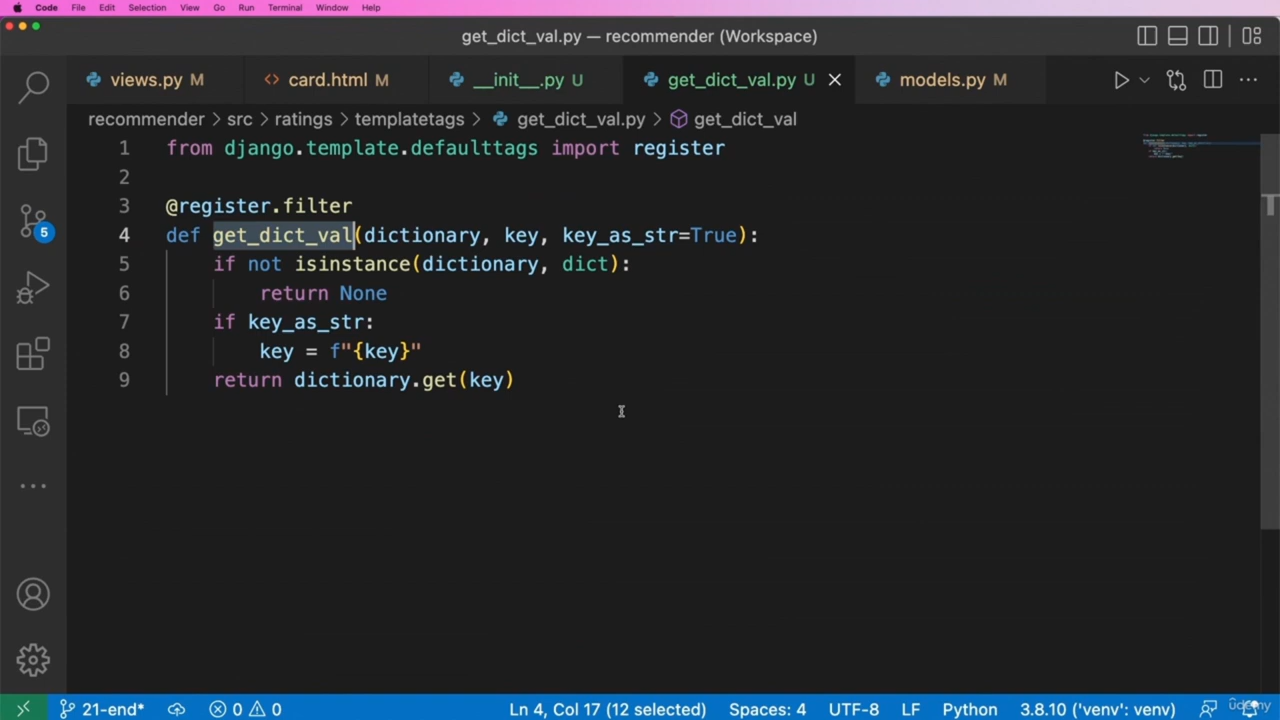 Code File Edit Selection View Go Run Terminal Window Help
get_dict_val.py — recommender (Workspace)
views.py M card.html M __init__.py U get_dict_val.py U models.py M
recommender > src > ratings > templatetags > get_dict_val.py > get_dict_val
1 from django.template.defaulttags import register
2
3 @register.filter
4 def get_dict_val(dictionary, key, key_as_str=True):
5 if not isinstance(dictionary, dict):
6 return None
7 if key_as_str:
8 key = f"{key}"
9 return dictionary.get(key)
5
21-end* 0 0 Ln 4, Col 17 (12 selected) Spaces: 4 UTF-8 LF Python 3.8.10 ('venv': venv)
udemy